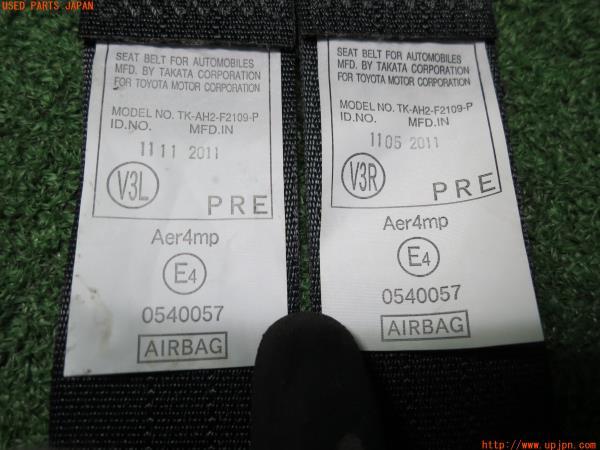 USED PARTS JAPAN
SEAT BELT FOR AUTOMOBILES
MFD. BY TAKATA CORPORATION
FOR TOYOTA MOTOR CORPORATION
MODEL NO. TK-AH2-F2109-P
ID.NO. MFD.IN
1111 2011
V3L
PRE
Aer4mp
E4
0540057
AIRBAG
SEAT BELT FOR AUTOMOBILES
MFD. BY TAKATA CORPORATION
FOR TOYOTA MOTOR CORPORATION
MODEL NO. TK-AH2-F2109-P
ID.NO. MFD.IN
1105 2011
V3R
PRE
Aer4mp
E4
0540057
AIRBAG
http://www.upjpn.com/